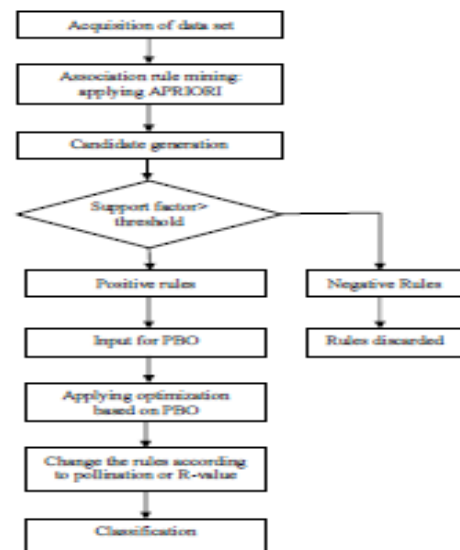 Acquisition of data set
Association rule mining:
applying APRIORI
Candidate generation
Support factor>
threshold
Positive rules
Negative Rules
Input for PBO
Rules discarded
Applying optimization
based on PBO
Change the rules according
to pollination or R-value
Classification